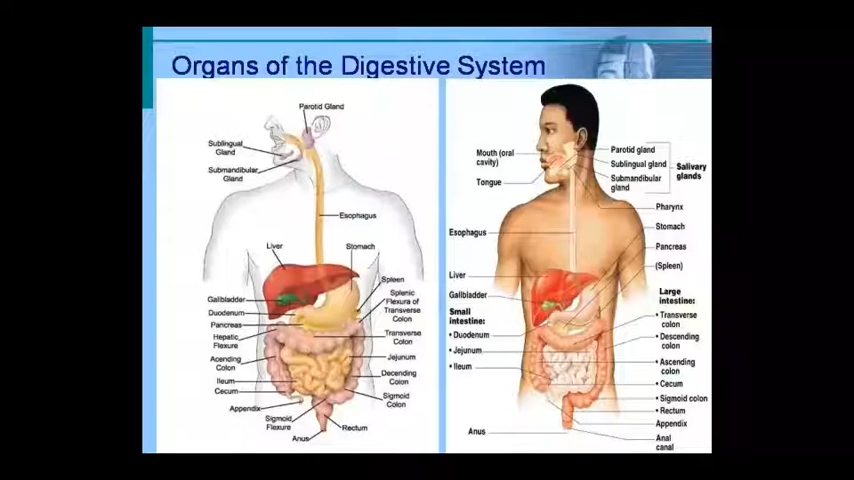 Organs of the Digestive System
Parotid Gland
Sublingual
Gland
Submandibular
Gland
Esophagus
Liver
Stomach
Spleen
Gallbladder
Splenic
Flexura of
Transverse
Colon
Duodenum
Pancreas
Hepatic
Flexure
Transverse
Colon
Acending
Colon
Jejunum
Decending
Colon
Ileum
Cecum
Sigmoid
Colon
Appendix
Sigmoid
Flexure
Rectum
Anus
Mouth (oral
cavity)
Tongue
Parotid gland
Sublingual gland
Submandibular
gland
Salivary
glands
Pharynx
Esophagus
Stomach
Pancreas
(Spleen)
Liver
Gallbladder
Small
intestine:
• Duodenum
• Jejunum
• Ileum
Large
intestine:
• Transverse
colon
• Descending
colon
• Ascending
colon
• Cecum
• Sigmoid colon
• Rectum
Appendix
Anus
Anal
canal